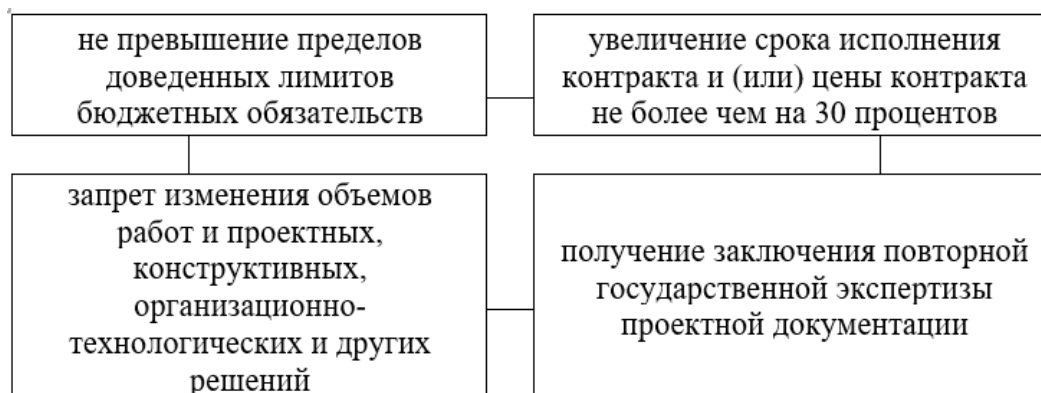 не превышение пределов
доведенных лимитов
бюджетных обязательств
увеличение срока исполнения
контракта и (или) цены контракта
не более чем на 30 процентов
запрет изменения объемов
работ и проектных,
конструктивных,
организационно-
технологических и других
решений
получение заключения повторной
государственной экспертизы
проектной документации